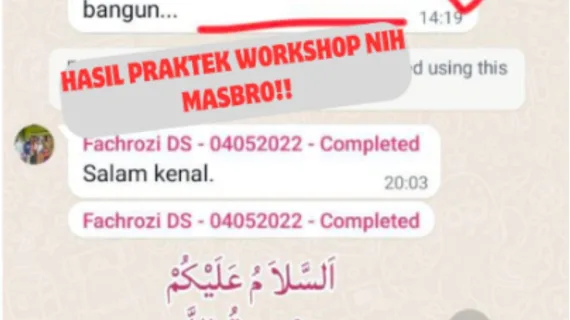 bangun...
14:19
HASIL PRAKTEK WORKSHOP NIH
MASBRO!!
d using this
Fachrozi DS - 04052022 - Completed
Salam kenal.
20:03
Fachrozi DS - 04052022 - Completed
اَلسَّلاَ مُ عَلَيْكُمْ